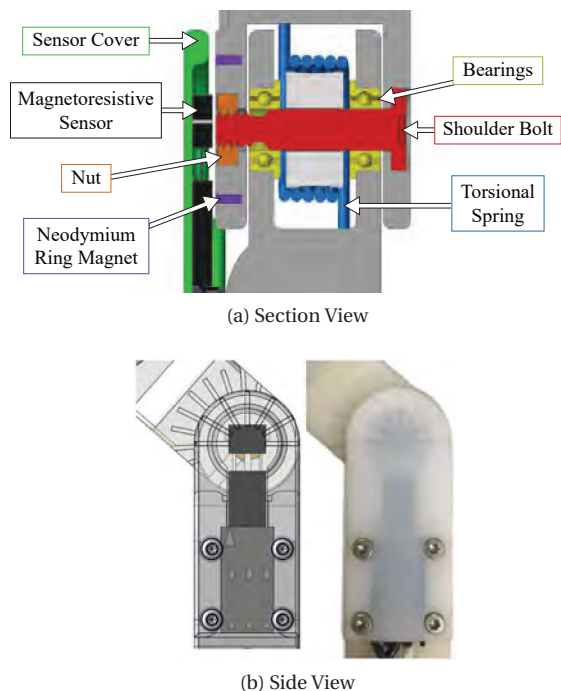 Sensor Cover
Magnetoresistive
Sensor
Nut
Neodymium
Ring Magnet
Bearings
Shoulder Bolt
Torsional
Spring
(a) Section View
(b) Side View